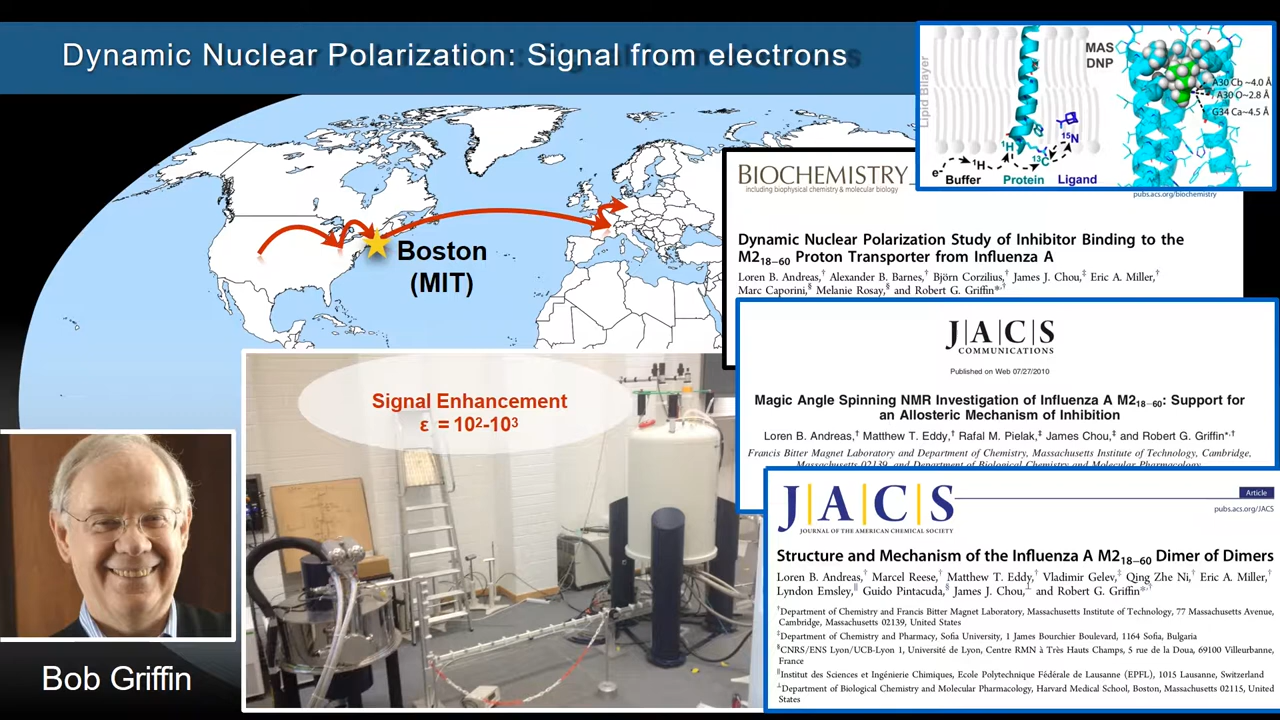 Dynamic Nuclear Polarization: Signal from electrons
Lipid Bilayer
MAS
DNP
A30 Cb ~4.0 Å
A30 O~2.8 Å
G34 Ca~4.5 Å
¹⁵N
¹H
¹³C
e⁻
¹H
Buffer
Protein
Ligand
BIOCHEMISTRY
including biophysical chemistry & molecular biology
pubs.acs.org/biochemistry
Dynamic Nuclear Polarization Study of Inhibitor Binding to the
M2₁₈₋₆₀ Proton Transporter from Influenza A
Loren B. Andreas,† Alexander B. Barnes,† Björn Corzilius,† James J. Chou,‡ Eric A. Miller,†
Marc Caporini,§ Melanie Rosay,§ and Robert G. Griffin*,†
Boston
(MIT)
J|A|C|S
COMMUNICATIONS
Published on Web 07/27/2010
Magic Angle Spinning NMR Investigation of Influenza A M2₁₈₋₆₀: Support for
an Allosteric Mechanism of Inhibition
Loren B. Andreas,† Matthew T. Eddy,† Rafal M. Pielak,‡ James Chou,‡ and Robert G. Griffin*,†
Francis Bitter Magnet Laboratory and Department of Chemistry, Massachusetts Institute of Technology, Cambridge,
Massachusetts 02139, and Department of Biological Chemistry and Molecular Pharmacology,
Signal Enhancement
ε = 10²-10³
J|A|C|S
JOURNAL OF THE AMERICAN CHEMICAL SOCIETY
Article
pubs.acs.org/JACS
Structure and Mechanism of the Influenza A M2₁₈₋₆₀ Dimer of Dimers
Loren B. Andreas,† Marcel Reese,† Matthew T. Eddy,† Vladimir Gelev,‡ Qing Zhe Ni,† Eric A. Miller,†
Lyndon Emsley,∥ Guido Pintacuda,§ James J. Chou,⊥ and Robert G. Griffin*,†
†Department of Chemistry and Francis Bitter Magnet Laboratory, Massachusetts Institute of Technology, 77 Massachusetts Avenue,
Cambridge, Massachusetts 02139, United States
‡Department of Chemistry and Pharmacy, Sofia University, 1 James Bourchier Boulevard, 1164 Sofia, Bulgaria
§CNRS/ENS Lyon/UCB-Lyon 1, Université de Lyon, Centre RMN à Très Hauts Champs, 5 rue de la Doua, 69100 Villeurbanne,
France
∥Institut des Sciences et Ingénierie Chimiques, Ecole Polytechnique Fédérale de Lausanne (EPFL), 1015 Lausanne, Switzerland
⊥Department of Biological Chemistry and Molecular Pharmacology, Harvard Medical School, Boston, Massachusetts 02115, United
States
Bob Griffin